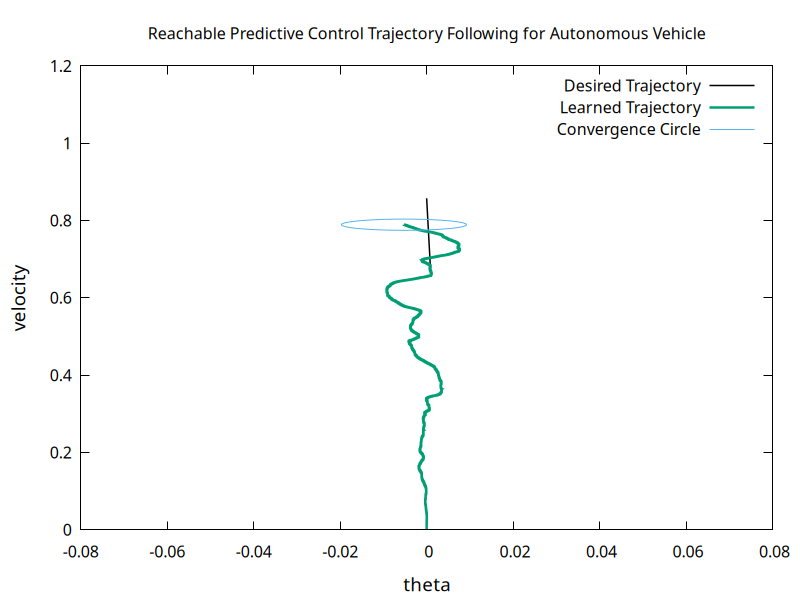 Reachable Predictive Control Trajectory Following for Autonomous Vehicle
Desired Trajectory
Learned Trajectory
Convergence Circle
1.2
1
0.8
0.6
0.4
0.2
0
velocity
-0.08 -0.06 -0.04 -0.02 0 0.02 0.04 0.06 0.08
theta